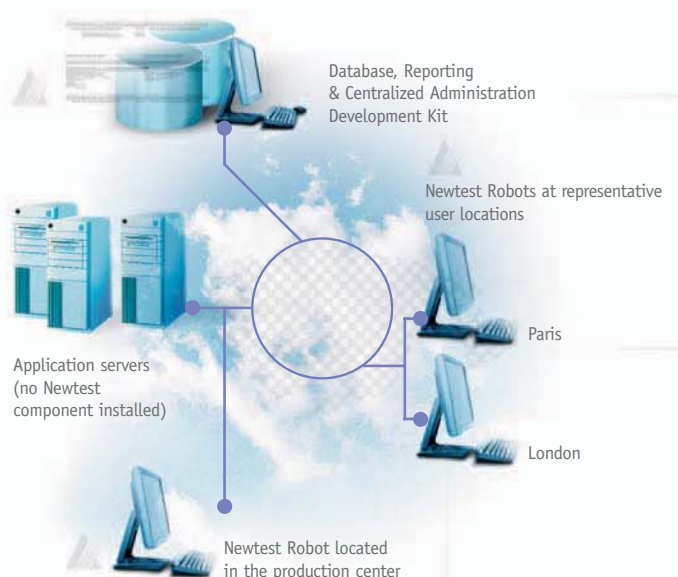 Database, Reporting
& Centralized Administration
Development Kit
Newtest Robots at representative
user locations
Paris
Application servers
(no Newtest
component installed)
London
Newtest Robot located
in the production center